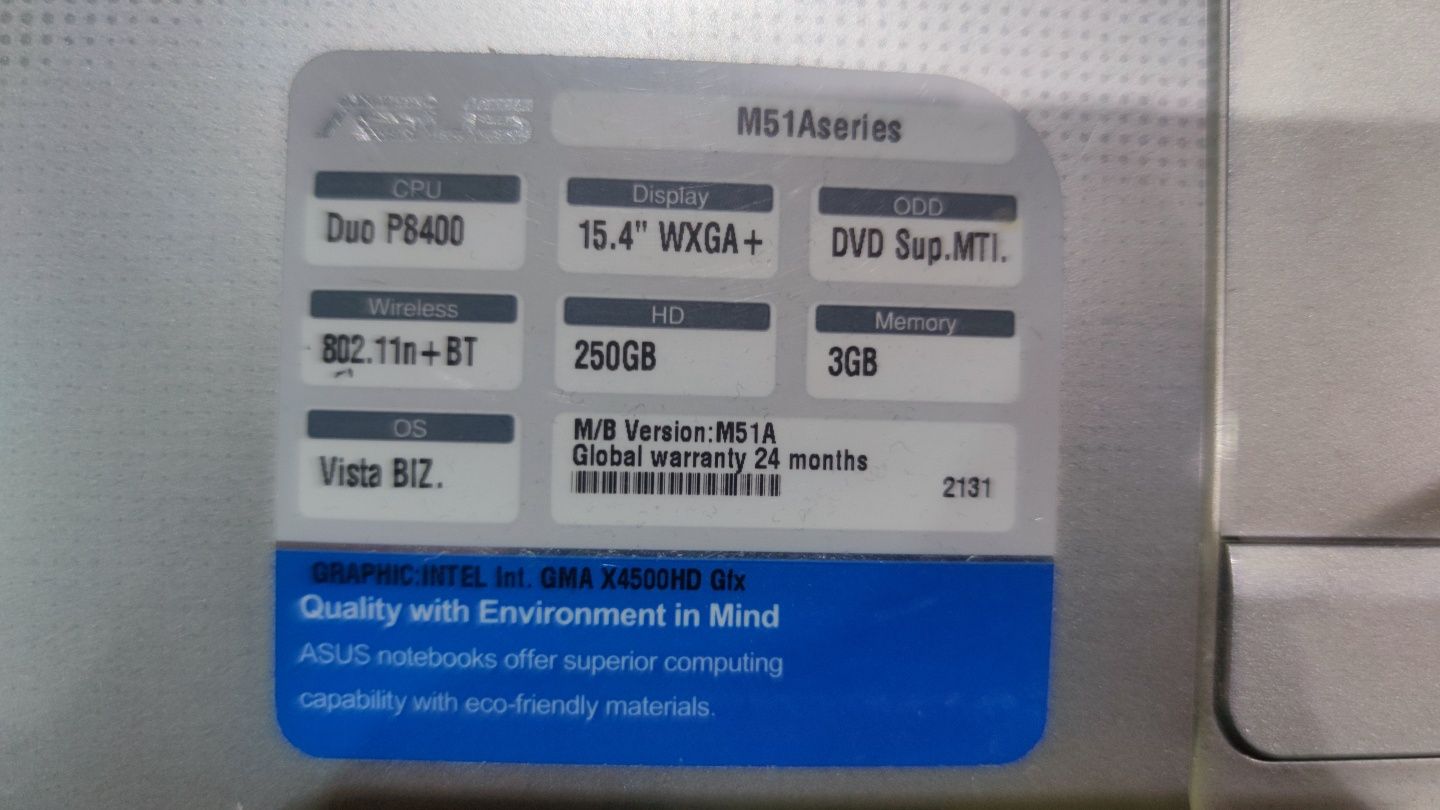 ASUS
M51Aseries
CPU
Duo P8400
Display
15.4" WXGA+
ODD
DVD Sup.MTI.
Wireless
802.11n+BT
HD
250GB
Memory
3GB
OS
Vista BIZ.
M/B Version:M51A
Global warranty 24 months
2131
GRAPHIC:INTEL Int. GMA X4500HD Gfx
Quality with Environment in Mind
ASUS notebooks offer superior computing
capability with eco-friendly materials.